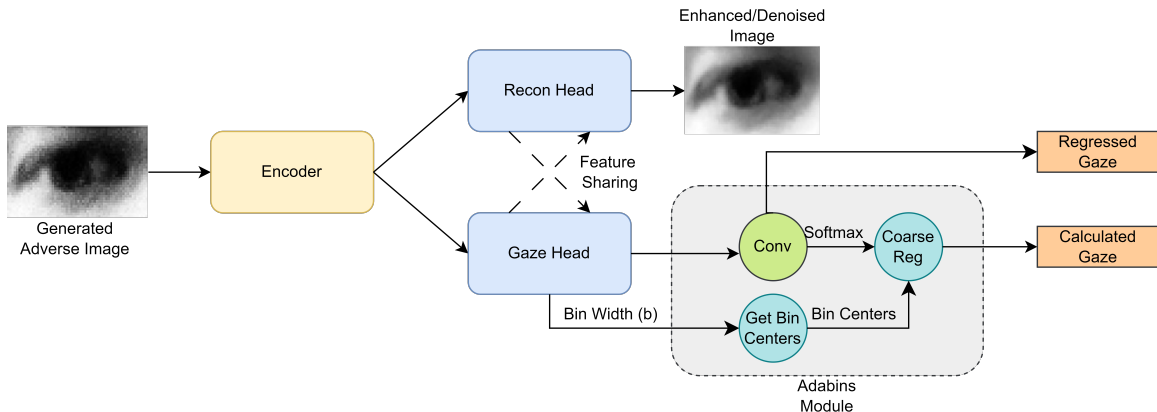 Enhanced/Denoised
Image
Recon Head
Encoder
Feature
Sharing
Generated
Adverse Image
Gaze Head
Regressed
Gaze
Conv
Softmax
Coarse
Reg
Calculated
Gaze
Bin Width (b)
Get Bin
Centers
Bin Centers
Adabins
Module